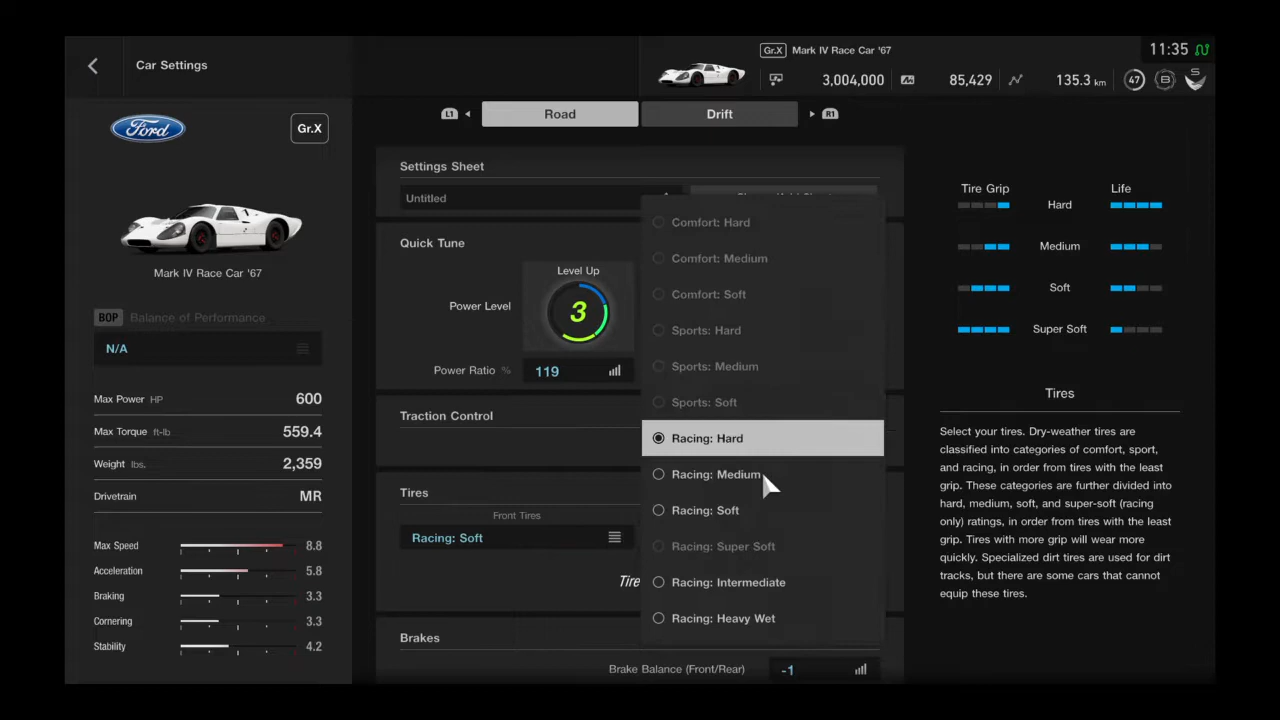 Car Settings
Gr.X Mark IV Race Car '67
11:35
3,004,000
85,429
135.3 km
47
B
S
L1
Road
Drift
R1
Ford
Gr.X
Mark IV Race Car '67
BOP Balance of Performance
N/A
Max Power HP 600
Max Torque ft-lb 559.4
Weight lbs. 2,359
Drivetrain MR
Max Speed 8.8
Acceleration 5.8
Braking 3.3
Cornering 3.3
Stability 4.2
Settings Sheet
Untitled
Quick Tune
Level Up
Power Level
3
Power Ratio % 119
Traction Control
Tires
Front Tires
Racing: Soft
Tire
Brakes
Brake Balance (Front/Rear) -1
Comfort: Hard
Comfort: Medium
Comfort: Soft
Sports: Hard
Sports: Medium
Sports: Soft
Racing: Hard
Racing: Medium
Racing: Soft
Racing: Super Soft
Racing: Intermediate
Racing: Heavy Wet
Tire Grip Life
Hard
Medium
Soft
Super Soft
Tires
Select your tires. Dry-weather tires are
classified into categories of comfort, sport,
and racing, in order from tires with the least
grip. These categories are further divided into
hard, medium, soft, and super-soft (racing
only) ratings, in order from tires with the least
grip. Tires with more grip will wear more
quickly. Specialized dirt tires are used for dirt
tracks, but there are some cars that cannot
equip these tires.